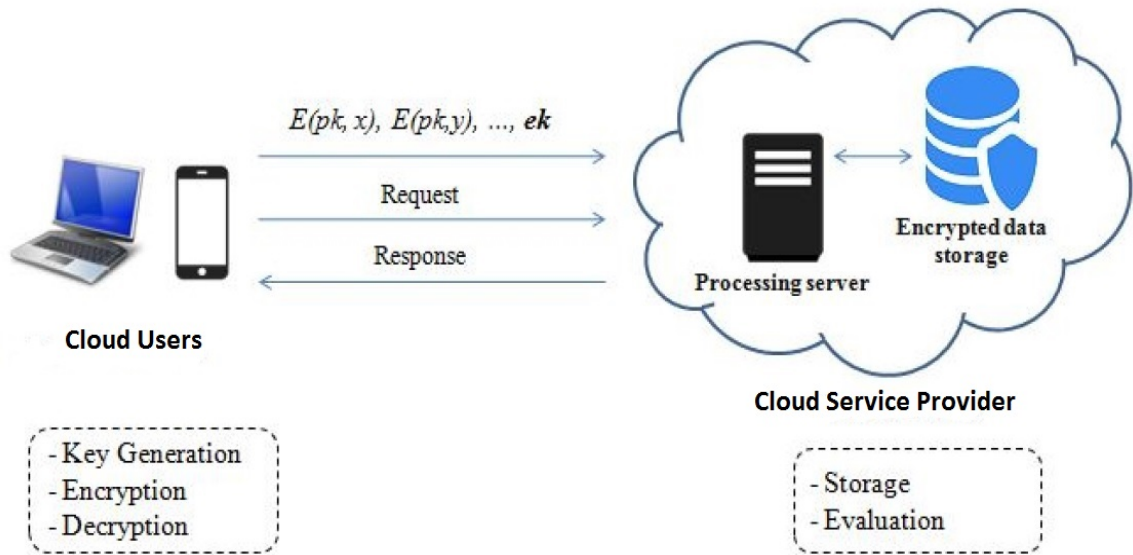 E(pk, x), E(pk,y), ..., ek
Request
Response
Cloud Users
Processing server
Encrypted data
storage
Cloud Service Provider
- Key Generation
- Encryption
- Decryption
- Storage
- Evaluation